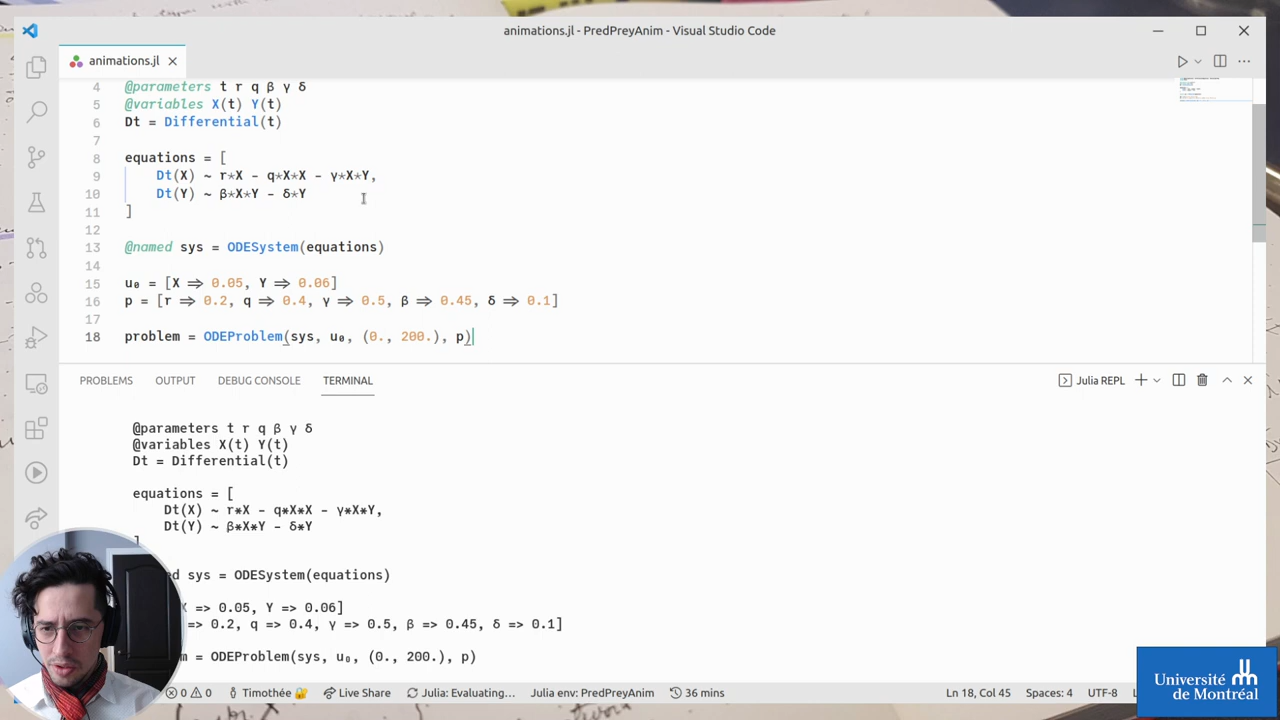 animations.jl - PredPreyAnim - Visual Studio Code
animations.jl
4 @parameters t r q β γ δ
5 @variables X(t) Y(t)
6 Dt = Differential(t)
7
8 equations = [
9 Dt(X) ~ r*X - q*X*X - γ*X*Y,
10 Dt(Y) ~ β*X*Y - δ*Y
11 ]
12
13 @named sys = ODESystem(equations)
14
15 u₀ = [X => 0.05, Y => 0.06]
16 p = [r => 0.2, q => 0.4, γ => 0.5, β => 0.45, δ => 0.1]
17
18 problem = ODEProblem(sys, u₀, (0., 200.), p)
PROBLEMS OUTPUT DEBUG CONSOLE TERMINAL Julia REPL
@parameters t r q β γ δ
@variables X(t) Y(t)
Dt = Differential(t)
equations = [
Dt(X) ~ r*X - q*X*X - γ*X*Y,
Dt(Y) ~ β*X*Y - δ*Y
]
sys = ODESystem(equations)
=> 0.05, Y => 0.06]
=> 0.2, q => 0.4, γ => 0.5, β => 0.45, δ => 0.1]
= ODEProblem(sys, u₀, (0., 200.), p)
0 0 Timothée Live Share Julia: Evaluating... Julia env: PredPreyAnim 36 mins Ln 18, Col 45 Spaces: 4 UTF-8
Université
de Montréal